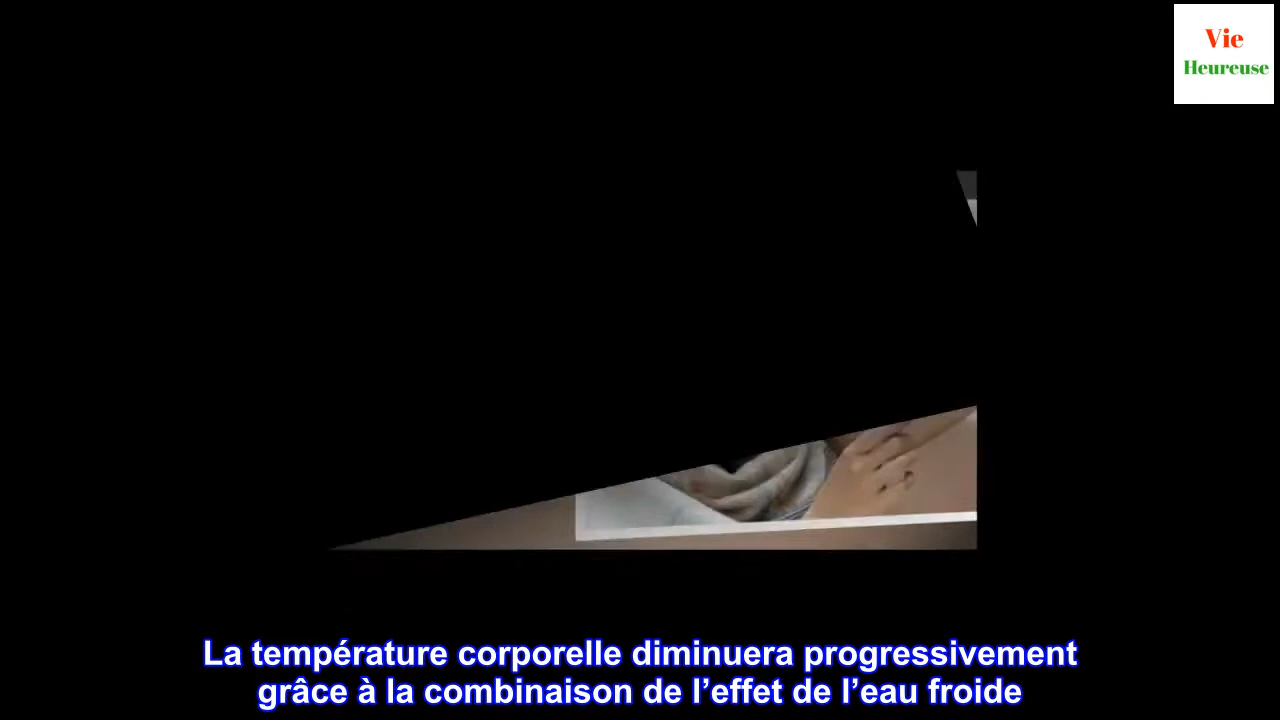 Vie
Heureuse
La température corporelle diminuera progressivement
grâce à la combinaison de l’effet de l’eau froide